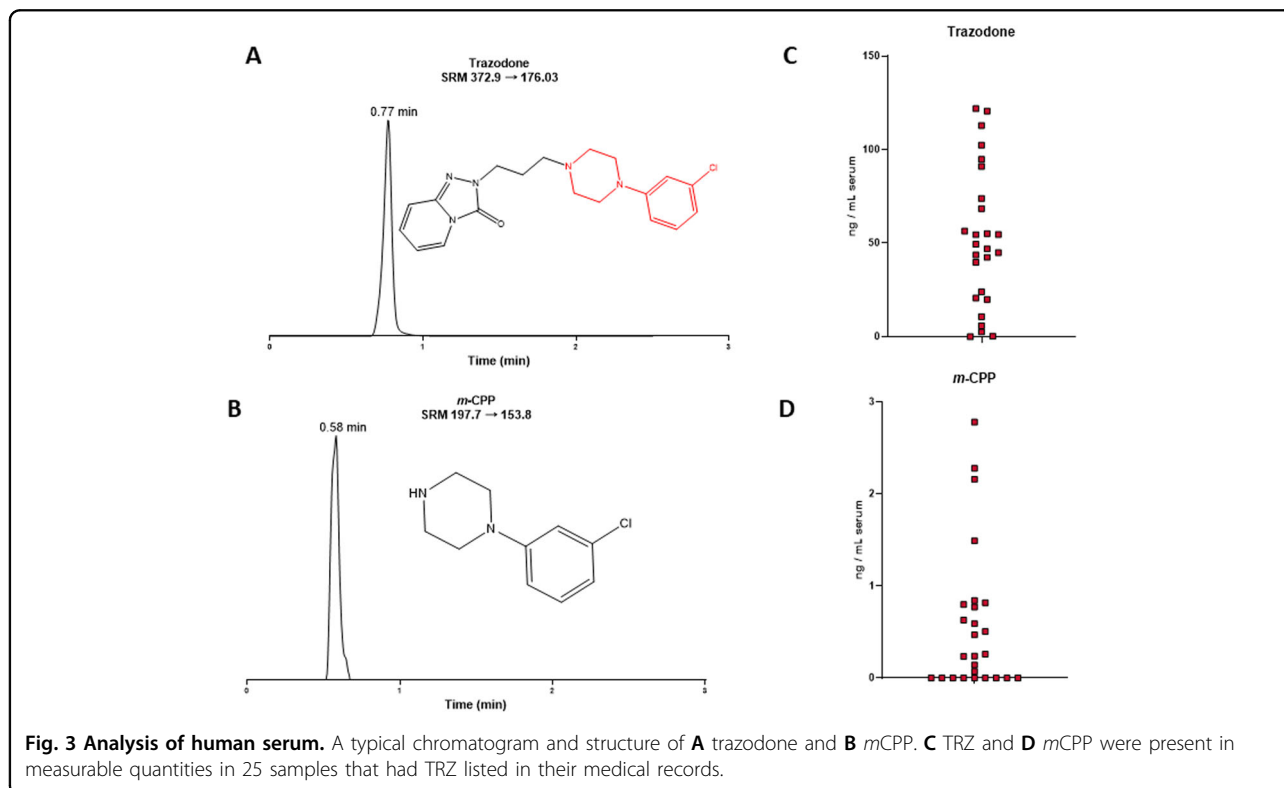 A
Trazodone
SRM 372.9 → 176.03
0.77 min
N
N
N
O
N
N
Cl
0
1
2
3
Time (min)
B
m-CPP
SRM 197.7 → 153.8
0.58 min
HN
N
Cl
0
1
2
3
Time (min)
C
Trazodone
150
100
50
0
ng / mL serum
D
m-CPP
3
2
1
0
ng / mL serum
Fig. 3 Analysis of human serum. A typical chromatogram and structure of A trazodone and B mCPP. C TRZ and D mCPP were present in
measurable quantities in 25 samples that had TRZ listed in their medical records.